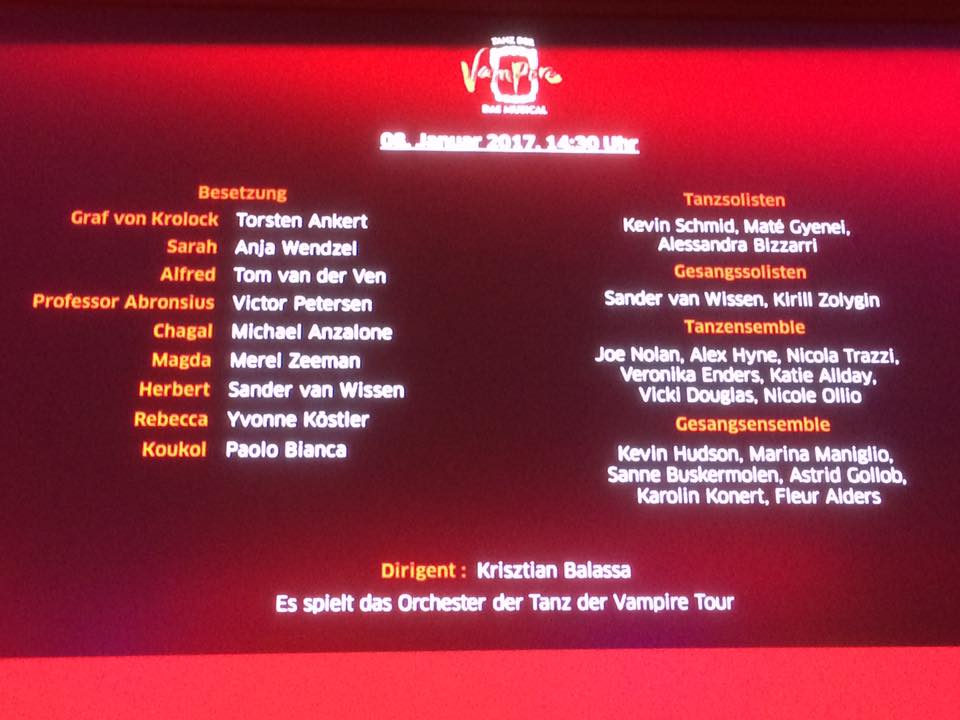 TANZ DER
Vampire
DAS MUSICAL
08. Januar 2017, 14:30 Uhr
Besetzung
Graf von Krolock Torsten Ankert
Sarah Anja Wendzel
Alfred Tom van der Ven
Professor Abronsius Victor Petersen
Chagal Michael Anzalone
Magda Merel Zeeman
Herbert Sander van Wissen
Rebecca Yvonne Köstler
Koukol Paolo Bianca
Tanzsolisten
Kevin Schmid, Maté Gyenei,
Alessandra Bizzarri
Gesangssolisten
Sander van Wissen, Kirill Zolygin
Tanzensemble
Joe Nolan, Alex Hyne, Nicola Trazzi,
Veronika Enders, Katie Allday,
Vicki Douglas, Nicole Ollio
Gesangsensemble
Kevin Hudson, Marina Maniglio,
Sanne Buskermolen, Astrid Gollob,
Karolin Konert, Fleur Alders
Dirigent : Krisztian Balassa
Es spielt das Orchester der Tanz der Vampire Tour